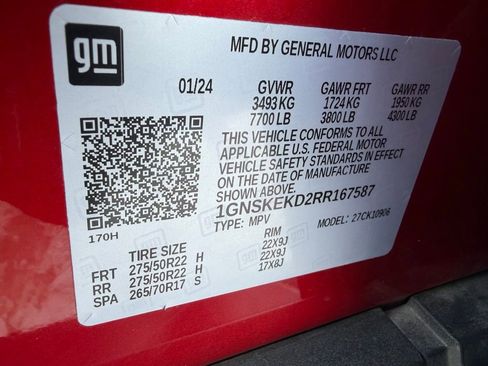 gm
MFD BY GENERAL MOTORS LLC
01/24 GVWR GAWR FRT GAWR RR
3493 KG 1724 KG 1950 KG
7700 LB 3800 LB 4300 LB
THIS VEHICLE CONFORMS TO ALL
APPLICABLE U.S. FEDERAL MOTOR
VEHICLE SAFETY STANDARDS IN EFFECT
ON THE DATE OF MANUFACTURE
SHOWN ABOVE.
1GNSKEKD2RR167587
170H TYPE: MPV 27CK10906
TIRE SIZE RIM
FRT 275/50R22 H 22X9J
RR 275/50R22 H 22X9J
SPA 265/70R17 S 17X8J